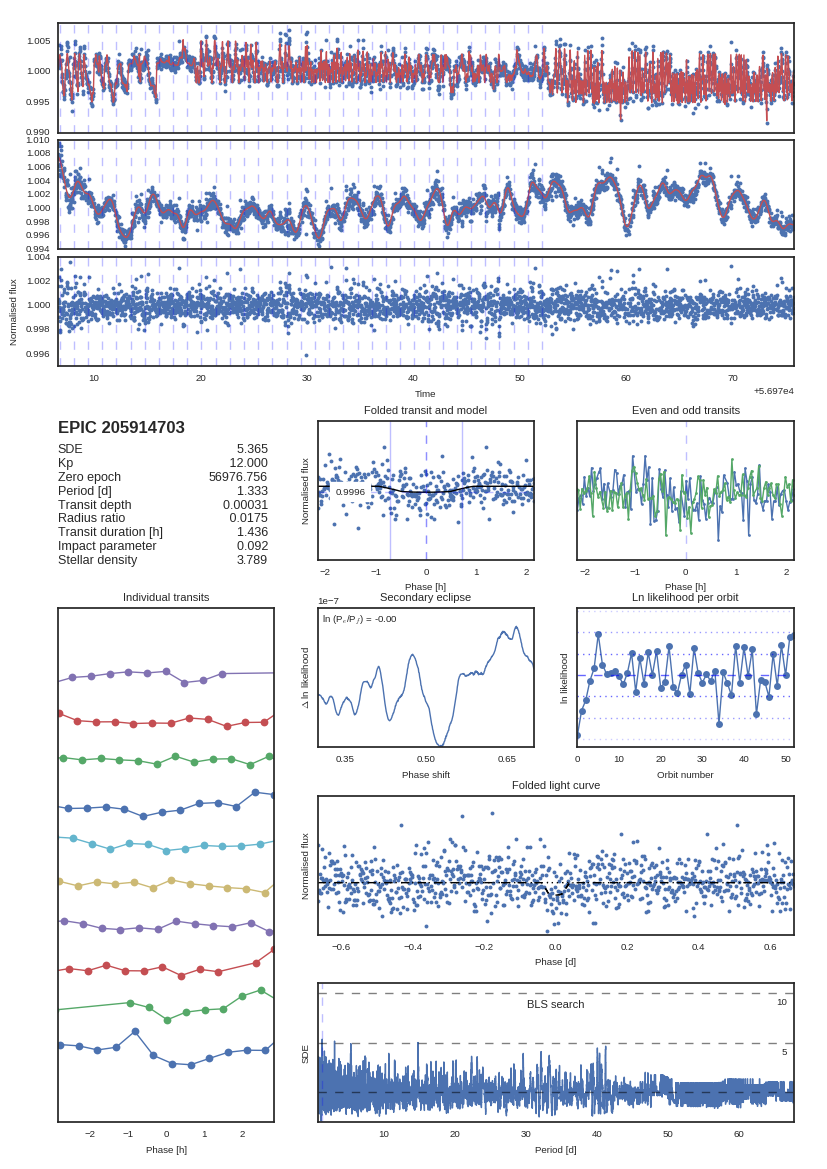 1.005
1.000
0.995
0.990
1.010
1.008
1.006
1.004
1.002
1.000
0.998
0.996
0.994
1.004
1.002
1.000
0.998
0.996
Normalised flux
10 20 30 40 50 60 70
Time
+5.697e4
EPIC 205914703
SDE 5.365
Kp 12.000
Zero epoch 56976.756
Period [d] 1.333
Transit depth 0.00031
Radius ratio 0.0175
Transit duration [h] 1.436
Impact parameter 0.092
Stellar density 3.789
Folded transit and model
Normalised flux
0.9996
−2 −1 0 1 2
Phase [h]
Even and odd transits
−2 −1 0 1 2
Phase [h]
Individual transits
−2 −1 0 1 2
Phase [h]
Secondary eclipse
1e−7
ln (Pₑ/P𝑓) = -0.00
Δ ln likelihood
0.35 0.50 0.65
Phase shift
Ln likelihood per orbit
ln likelihood
0 10 20 30 40 50
Orbit number
Folded light curve
Normalised flux
−0.6 −0.4 −0.2 0.0 0.2 0.4 0.6
Phase [d]
BLS search
10
5
SDE
10 20 30 40 50 60
Period [d]